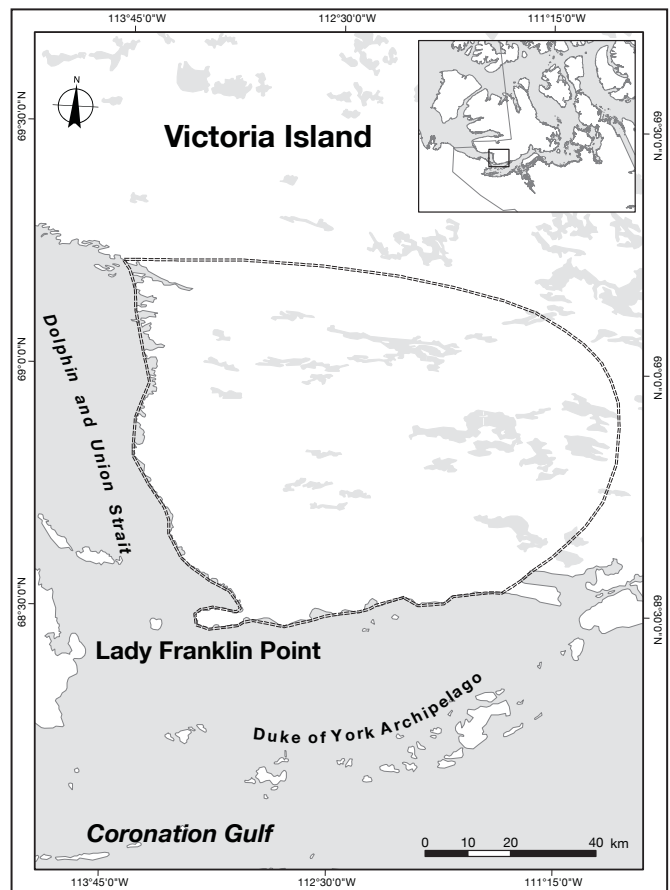 113°45'0"W 112°30'0"W 111°15'0"W
N
69°30'0"N
69°30'0"N
Victoria Island
Dolphin and Union Strait
69°0'0"N
69°0'0"N
68°30'0"N
68°30'0"N
Lady Franklin Point
Duke of York Archipelago
Coronation Gulf
0 10 20 40 km
113°45'0"W 112°30'0"W 111°15'0"W